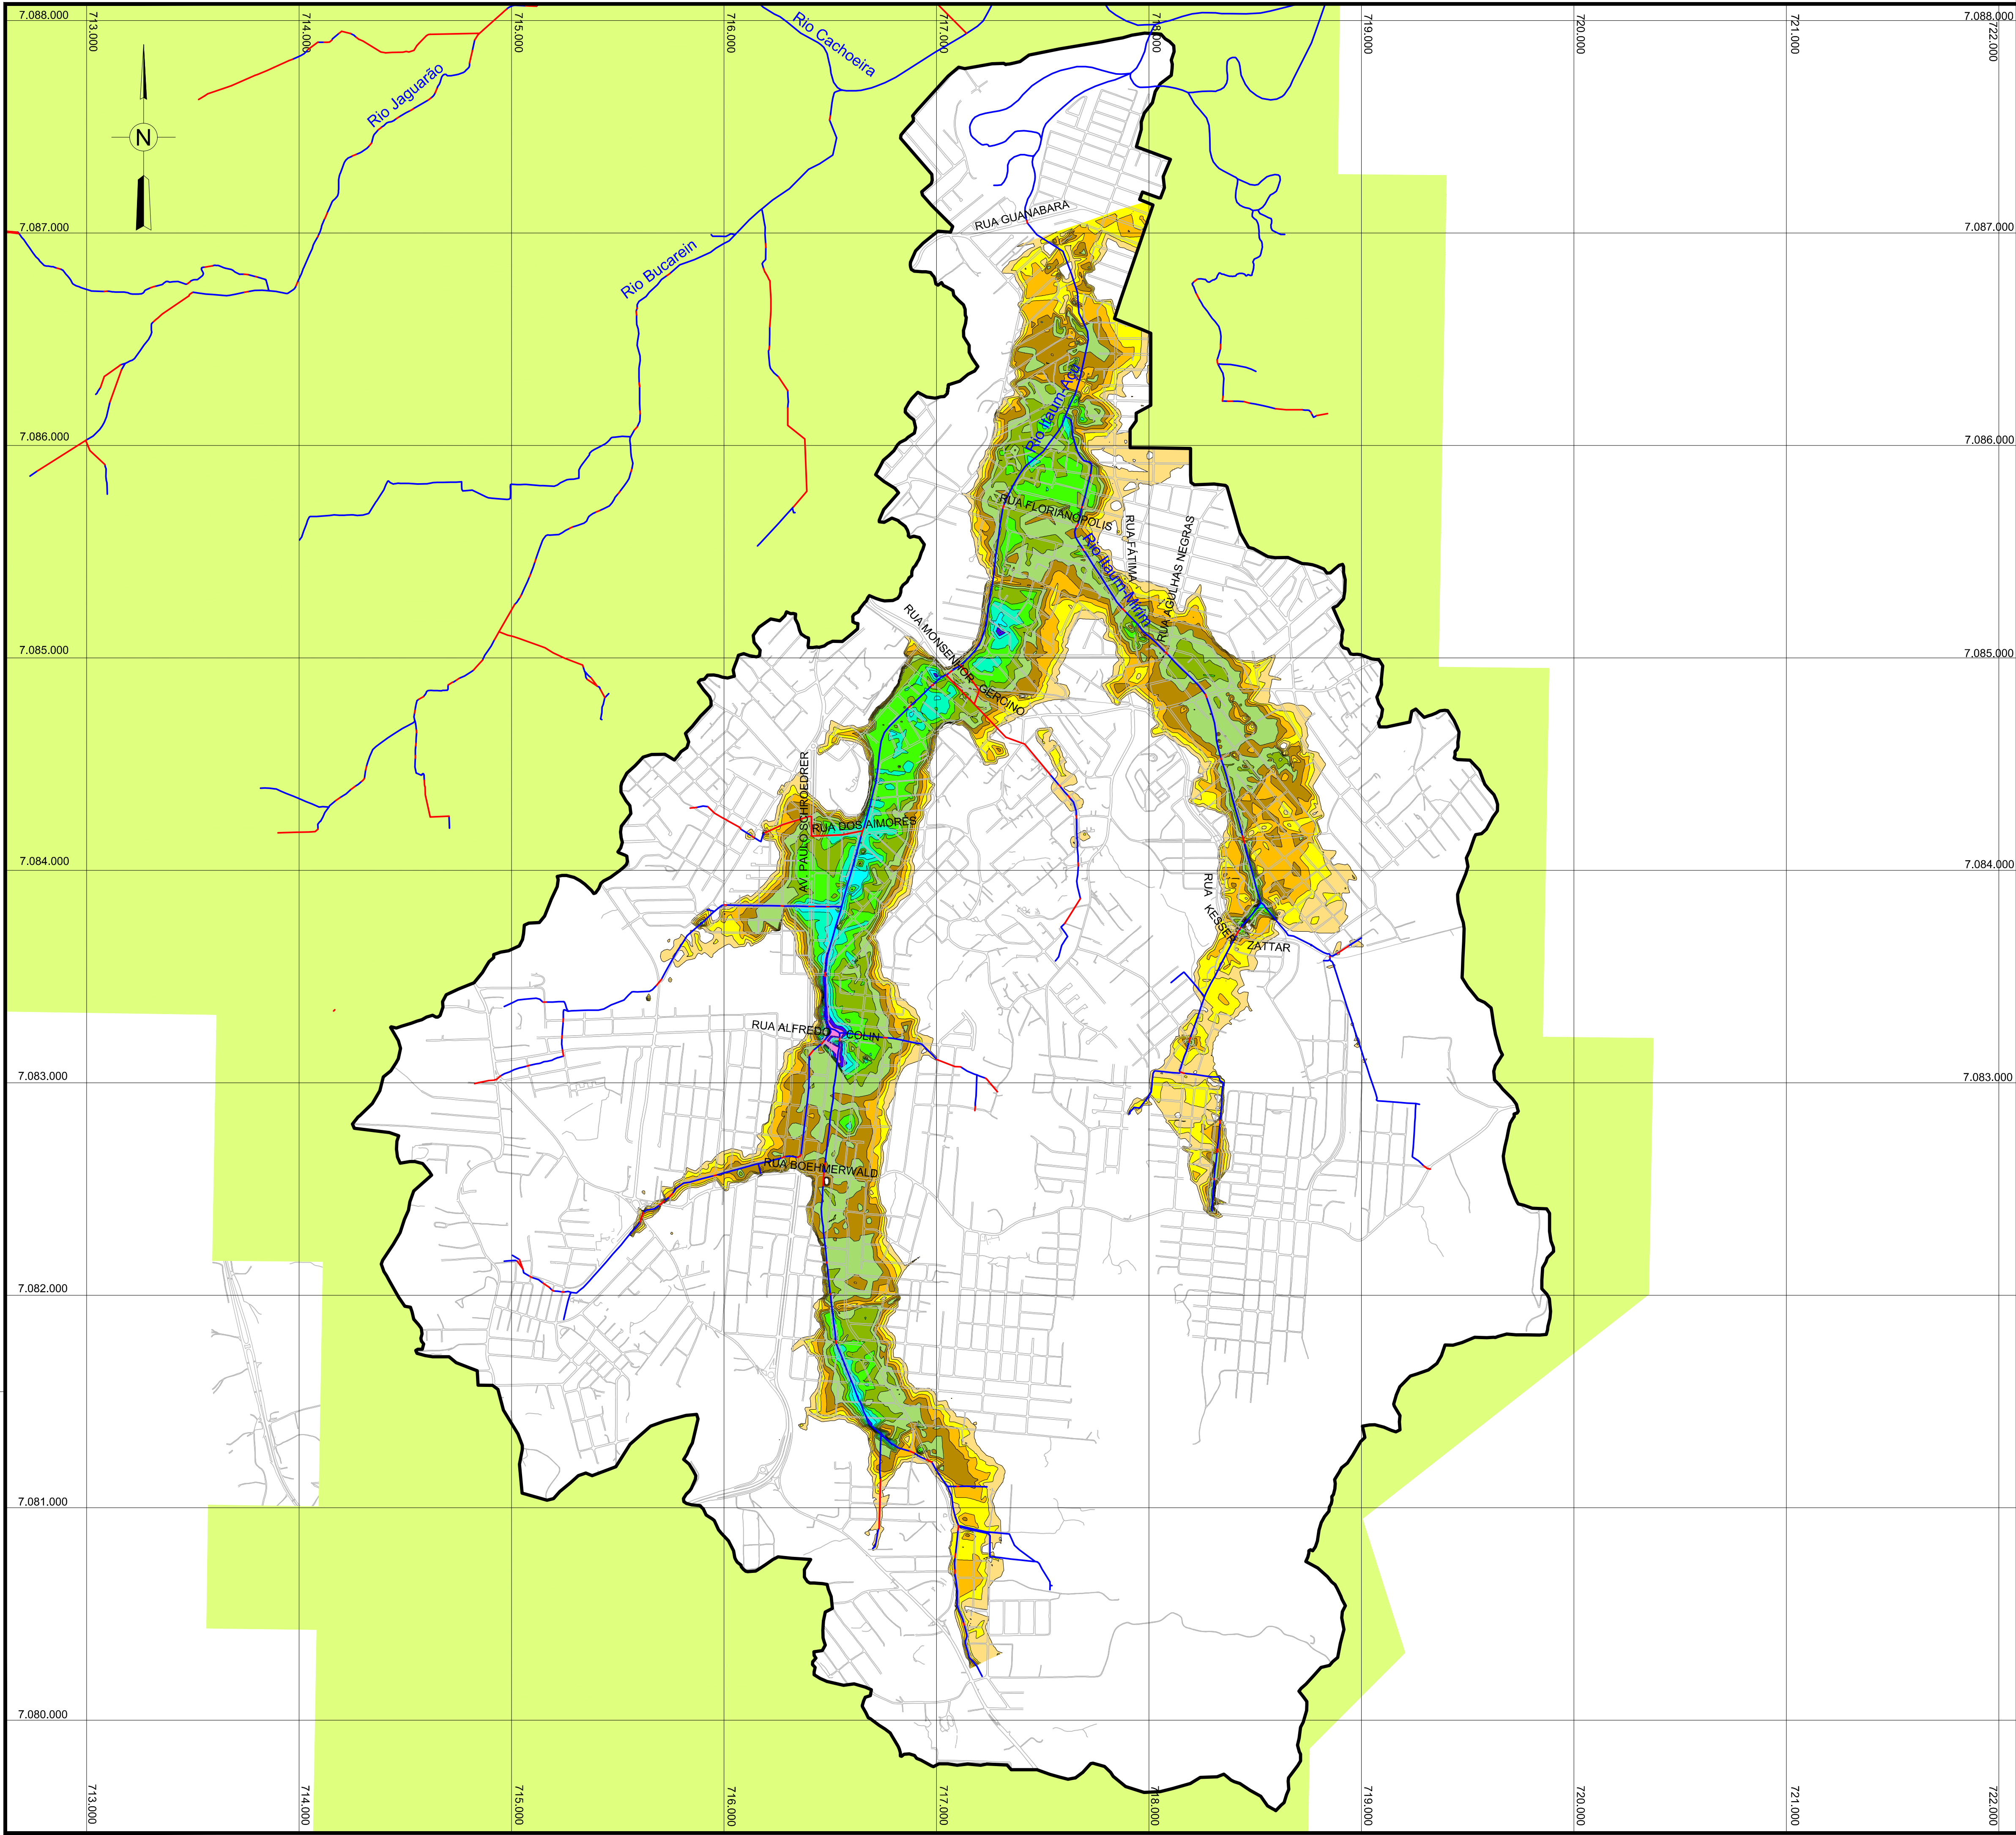 713.000
714.000
715.000
716.000
717.000
718.000
719.000
720.000
721.000
722.000
7.088.000
7.088.000
Rio Cachoeira
Rio Jaguarão
N
RUA GUANABARA
7.087.000
7.087.000
Rio Bucarein
Rio Itaum-Açu
7.086.000
7.086.000
RUA FLORIANÓPOLIS
RUA FÁTIMA
RUA AGULHAS NEGRAS
Rio Itaum-Mirim
RUA MONSENHOR GERCINO
7.085.000
7.085.000
AV. PAULO SCHROEDRER
RUA DOS AIMORÉS
7.084.000
7.084.000
RUA KESSER ZATTAR
RUA ALFREDO COLIN
7.083.000
7.083.000
RUA BOEHMERWALD
7.082.000
7.082.000
7.081.000
7.081.000
7.080.000
7.080.000
713.000
714.000
715.000
716.000
717.000
718.000
719.000
720.000
721.000
722.000